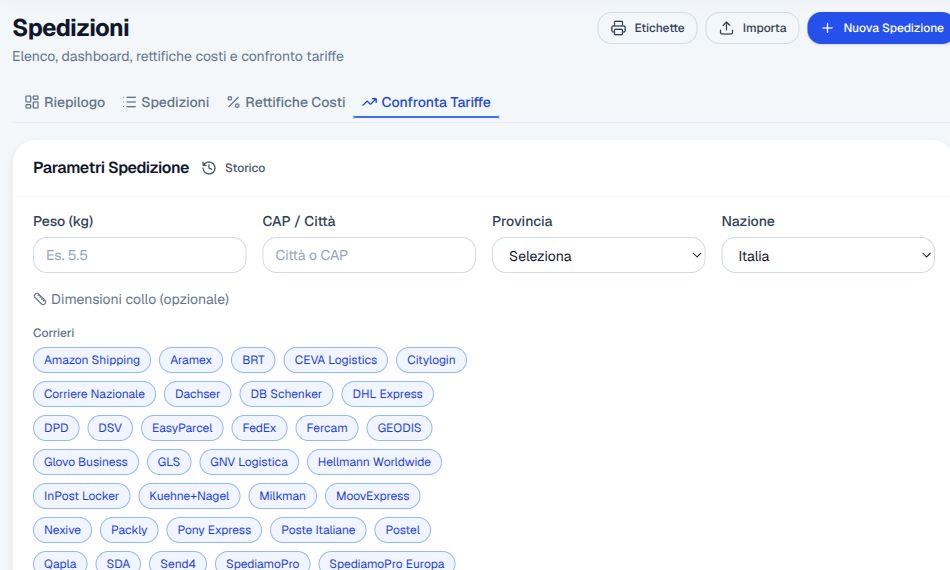 Spedizioni
Etichette
Importa
Nuova Spedizione
Elenco, dashboard, rettifiche costi e confronto tariffe
Riepilogo Spedizioni Rettifiche Costi Confronta Tariffe
Parametri Spedizione Storico
Peso (kg) CAP / Città Provincia Nazione
Es. 5.5 Città o CAP Seleziona Italia
Dimensioni collo (opzionale)
Corrieri
Amazon Shipping Aramex BRT CEVA Logistics Citylogin
Corriere Nazionale Dachser DB Schenker DHL Express
DPD DSV EasyParcel FedEx Fercam GEODIS
Glovo Business GLS GNV Logistica Hellmann Worldwide
InPost Locker Kuehne+Nagel Milkman MoovExpress
Nexive Packly Pony Express Poste Italiane Postel
Qapla SDA Send4 SpediamoPro SpediamoPro Europa